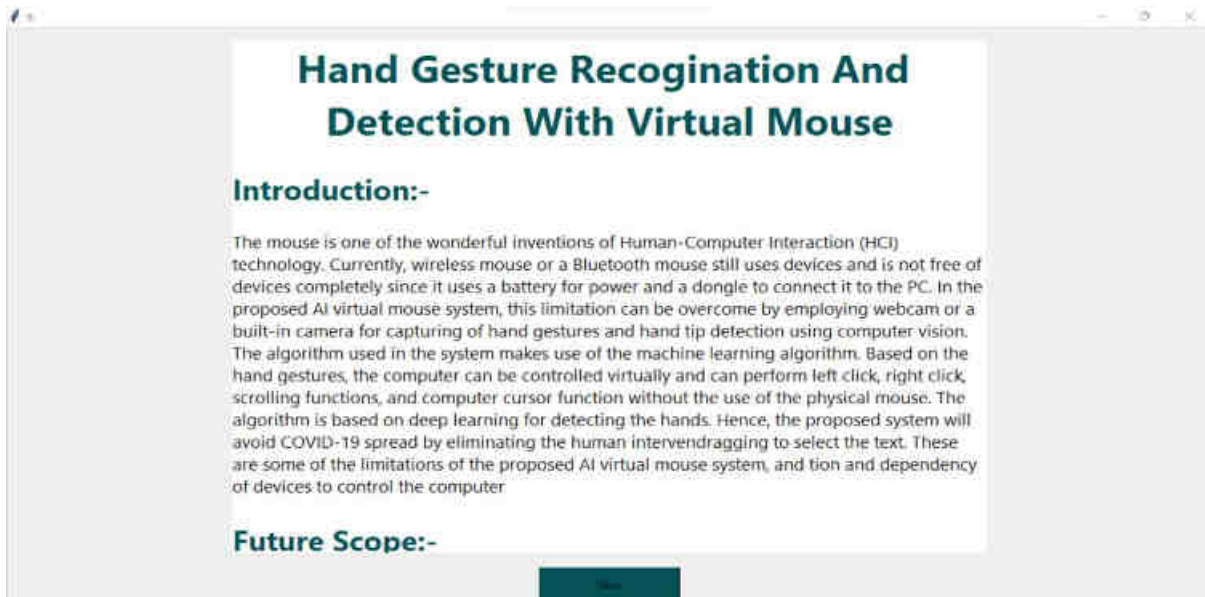 Hand Gesture Recogination And
Detection With Virtual Mouse
Introduction:-
The mouse is one of the wonderful inventions of Human-Computer Interaction (HCI)
technology. Currently, wireless mouse or a Bluetooth mouse still uses devices and is not free of
devices completely since it uses a battery for power and a dongle to connect it to the PC. In the
proposed AI virtual mouse system, this limitation can be overcome by employing webcam or a
built-in camera for capturing of hand gestures and hand tip detection using computer vision.
The algorithm used in the system makes use of the machine learning algorithm. Based on the
hand gestures, the computer can be controlled virtually and can perform left click, right click,
scrolling functions, and computer cursor function without the use of the physical mouse. The
algorithm is based on deep learning for detecting the hands. Hence, the proposed system will
avoid COVID-19 spread by eliminating the human intervendragging to select the text. These
are some of the limitations of the proposed AI virtual mouse system, and tion and dependency
of devices to control the computer
Future Scope:-